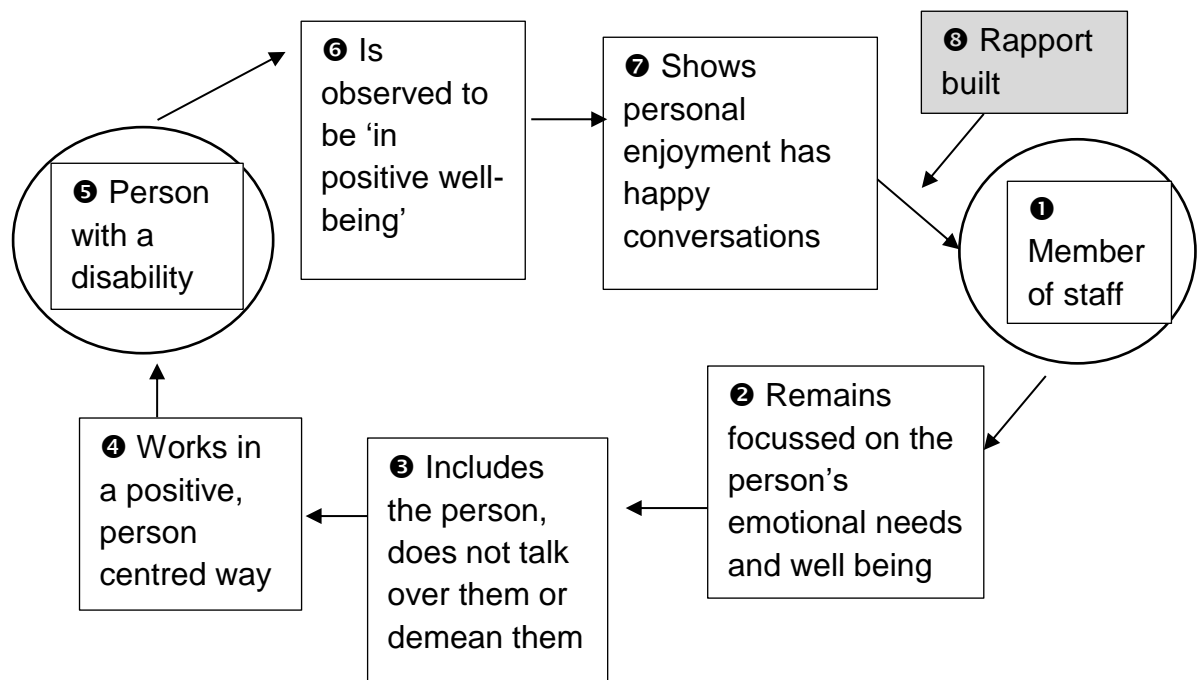 ❶
Member
of staff
❷ Remains
focussed on the
person’s
emotional needs
and well being
❸ Includes
the person,
does not talk
over them or
demean them
❹ Works in
a positive,
person
centred way
❺ Person
with a
disability
❻ Is
observed to
be ‘in
positive well-
being’
❼ Shows
personal
enjoyment has
happy
conversations
❽ Rapport
built